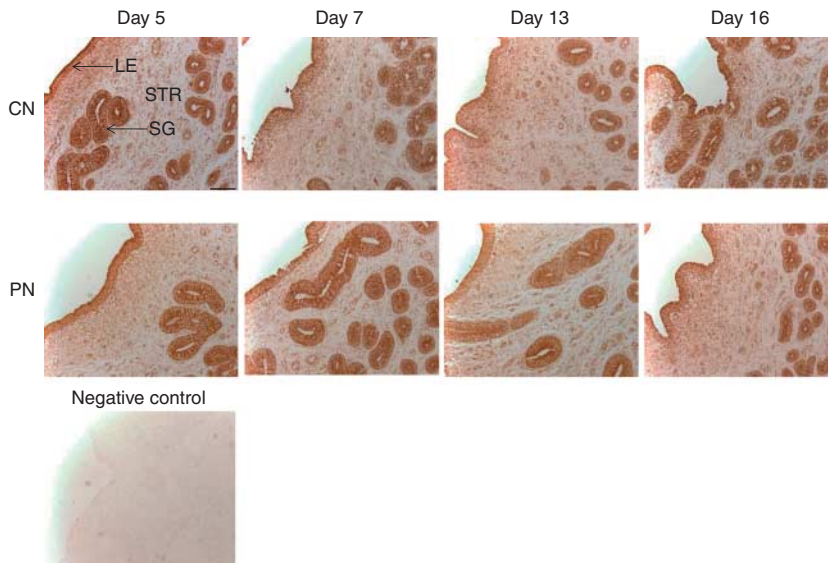 Day 5 Day 7 Day 13 Day 16
LE
CN
STR
SG
PN
Negative control